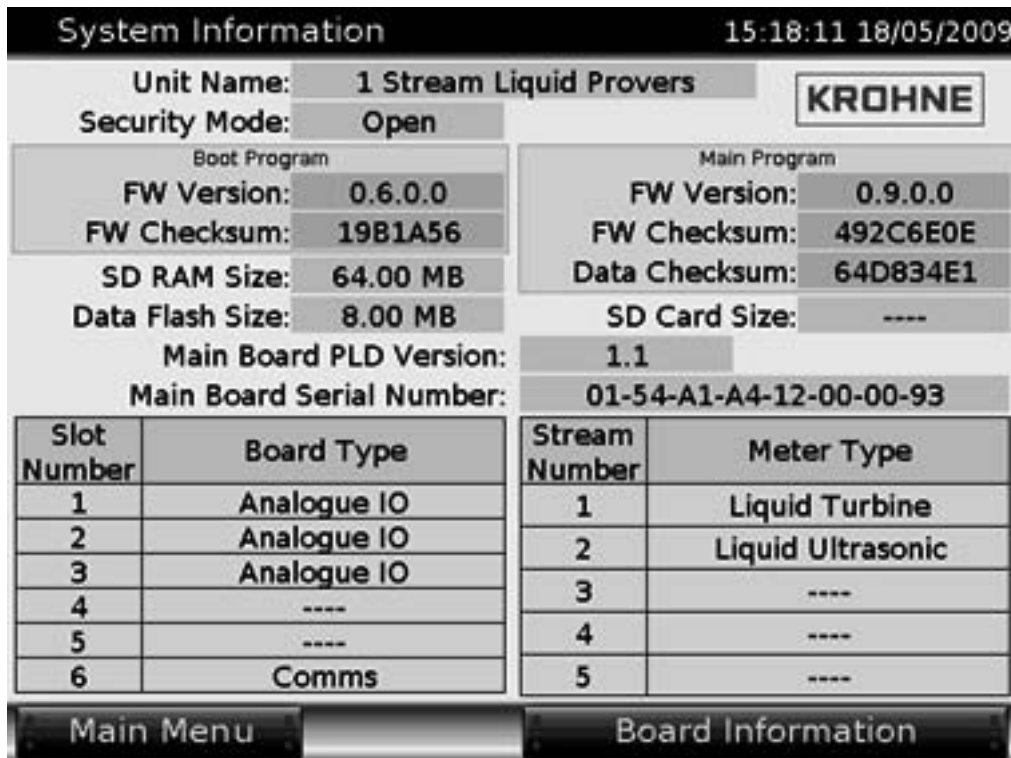 System Information 15:18:11 18/05/2009
Unit Name: 1 Stream Liquid Provers
KROHNE
Security Mode: Open
Boot Program
FW Version: 0.6.0.0
FW Checksum: 19B1A56
SD RAM Size: 64.00 MB
Data Flash Size: 8.00 MB
Main Program
FW Version: 0.9.0.0
FW Checksum: 492C6E0E
Data Checksum: 64D834E1
SD Card Size: ----
Main Board PLD Version: 1.1
Main Board Serial Number: 01-54-A1-A4-12-00-00-93
Slot Number Board Type
1 Analogue IO
2 Analogue IO
3 Analogue IO
4 ----
5 ----
6 Comms
Stream Number Meter Type
1 Liquid Turbine
2 Liquid Ultrasonic
3 ----
4 ----
5 ----
Main Menu Board Information